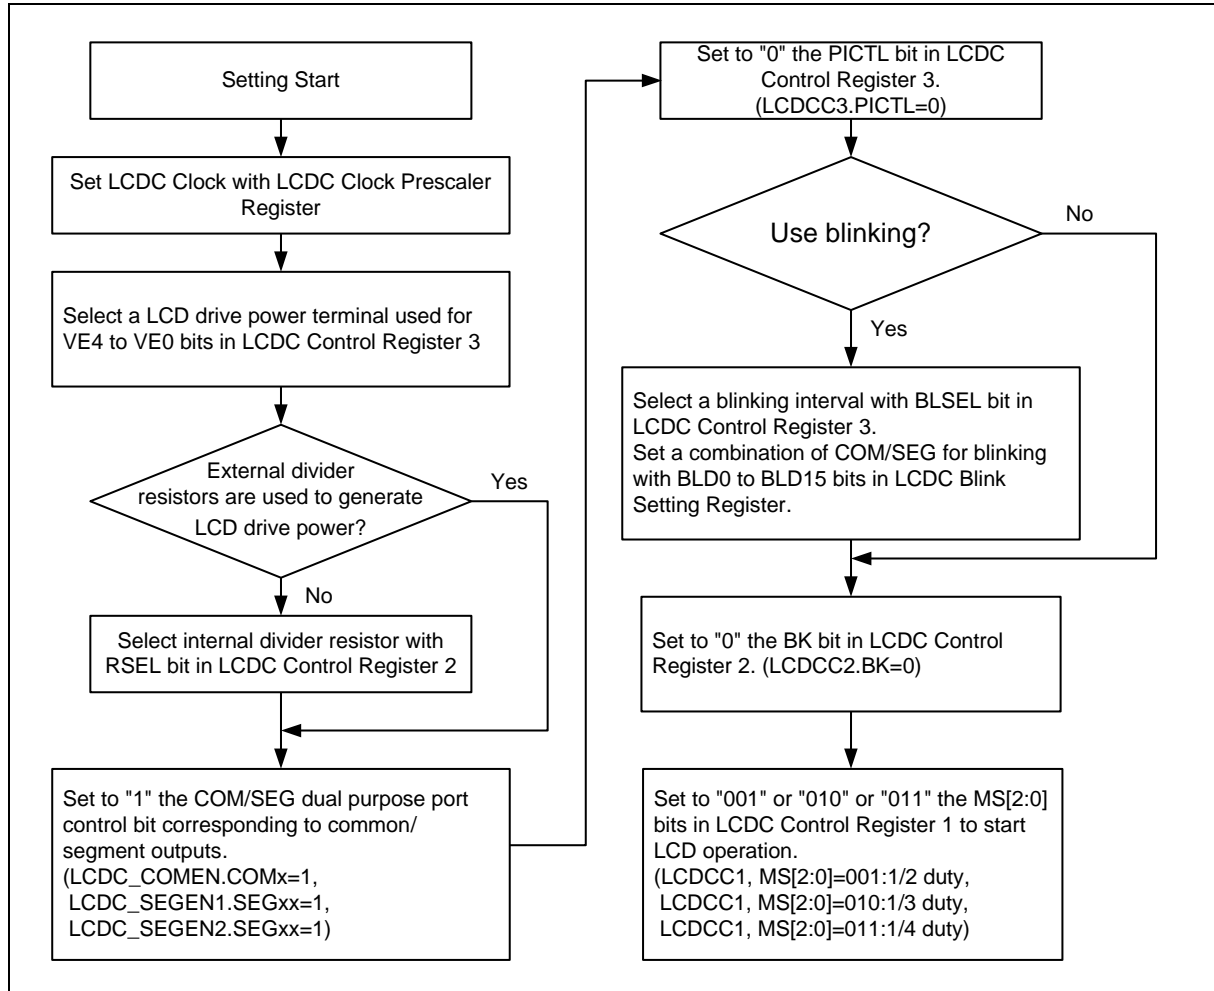 Setting Start
Set LCDC Clock with LCDC Clock Prescaler
Register
Select a LCD drive power terminal used for
VE4 to VE0 bits in LCDC Control Register 3
External divider
resistors are used to generate
LCD drive power?
Yes
No
Select internal divider resistor with
RSEL bit in LCDC Control Register 2
Set to "1" the COM/SEG dual purpose port
control bit corresponding to common/
segment outputs.
(LCDC_COMEN.COMx=1,
LCDC_SEGEN1.SEGxx=1,
LCDC_SEGEN2.SEGxx=1)
Set to "0" the PICTL bit in LCDC
Control Register 3.
(LCDCC3.PICTL=0)
Use blinking?
No
Yes
Select a blinking interval with BLSEL bit in
LCDC Control Register 3.
Set a combination of COM/SEG for blinking
with BLD0 to BLD15 bits in LCDC Blink
Setting Register.
Set to "0" the BK bit in LCDC Control
Register 2. (LCDCC2.BK=0)
Set to "001" or "010" or "011" the MS[2:0]
bits in LCDC Control Register 1 to start
LCD operation.
(LCDCC1, MS[2:0]=001:1/2 duty,
LCDCC1, MS[2:0]=010:1/3 duty,
LCDCC1, MS[2:0]=011:1/4 duty)